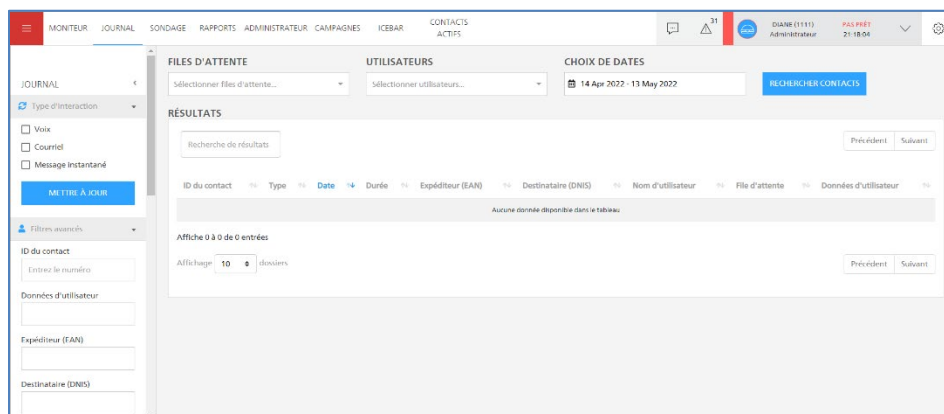 MONITEUR JOURNAL SONDAGE RAPPORTS ADMINISTRATEUR CAMPAGNES ICEBAR CONTACTS ACTIFS
31
DIANE (1111)
Administrateur
PAS PRÊT
21:18:04
JOURNAL
Type d'interaction
Voix
Courriel
Message instantané
METTRE À JOUR
Filtres avancés
ID du contact
Entrez le numéro
Données d'utilisateur
Expéditeur (EAN)
Destinataire (DNIS)
FILES D'ATTENTE
Sélectionner files d'attente...
UTILISATEURS
Sélectionner utilisateurs...
CHOIX DE DATES
14 Apr 2022 - 13 May 2022
RECHERCHER CONTACTS
RÉSULTATS
Recherche de résultats
Précédent Suivant
ID du contact Type Date Durée Expéditeur (EAN) Destinataire (DNIS) Nom d'utilisateur File d'attente Données d'utilisateur
Aucune donnée disponible dans le tableau
Affiche 0 à 0 de 0 entrées
Affichage 10 dossiers
Précédent Suivant